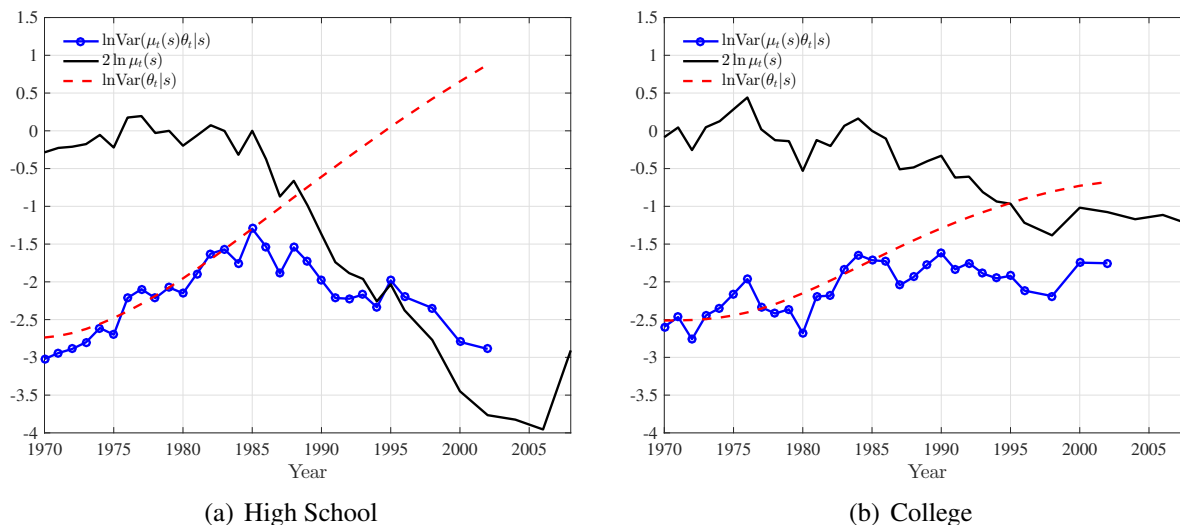 1.5
1
0.5
0
-0.5
-1
-1.5
-2
-2.5
-3
-3.5
-4
lnVar(μₜ(s)θₜ|s)
2 ln μₜ(s)
lnVar(θₜ|s)
1970 1975 1980 1985 1990 1995 2000 2005
Year
(a) High School
1.5
1
0.5
0
-0.5
-1
-1.5
-2
-2.5
-3
-3.5
-4
lnVar(μₜ(s)θₜ|s)
2 ln μₜ(s)
lnVar(θₜ|s)
1970 1975 1980 1985 1990 1995 2000 2005
Year
(b) College